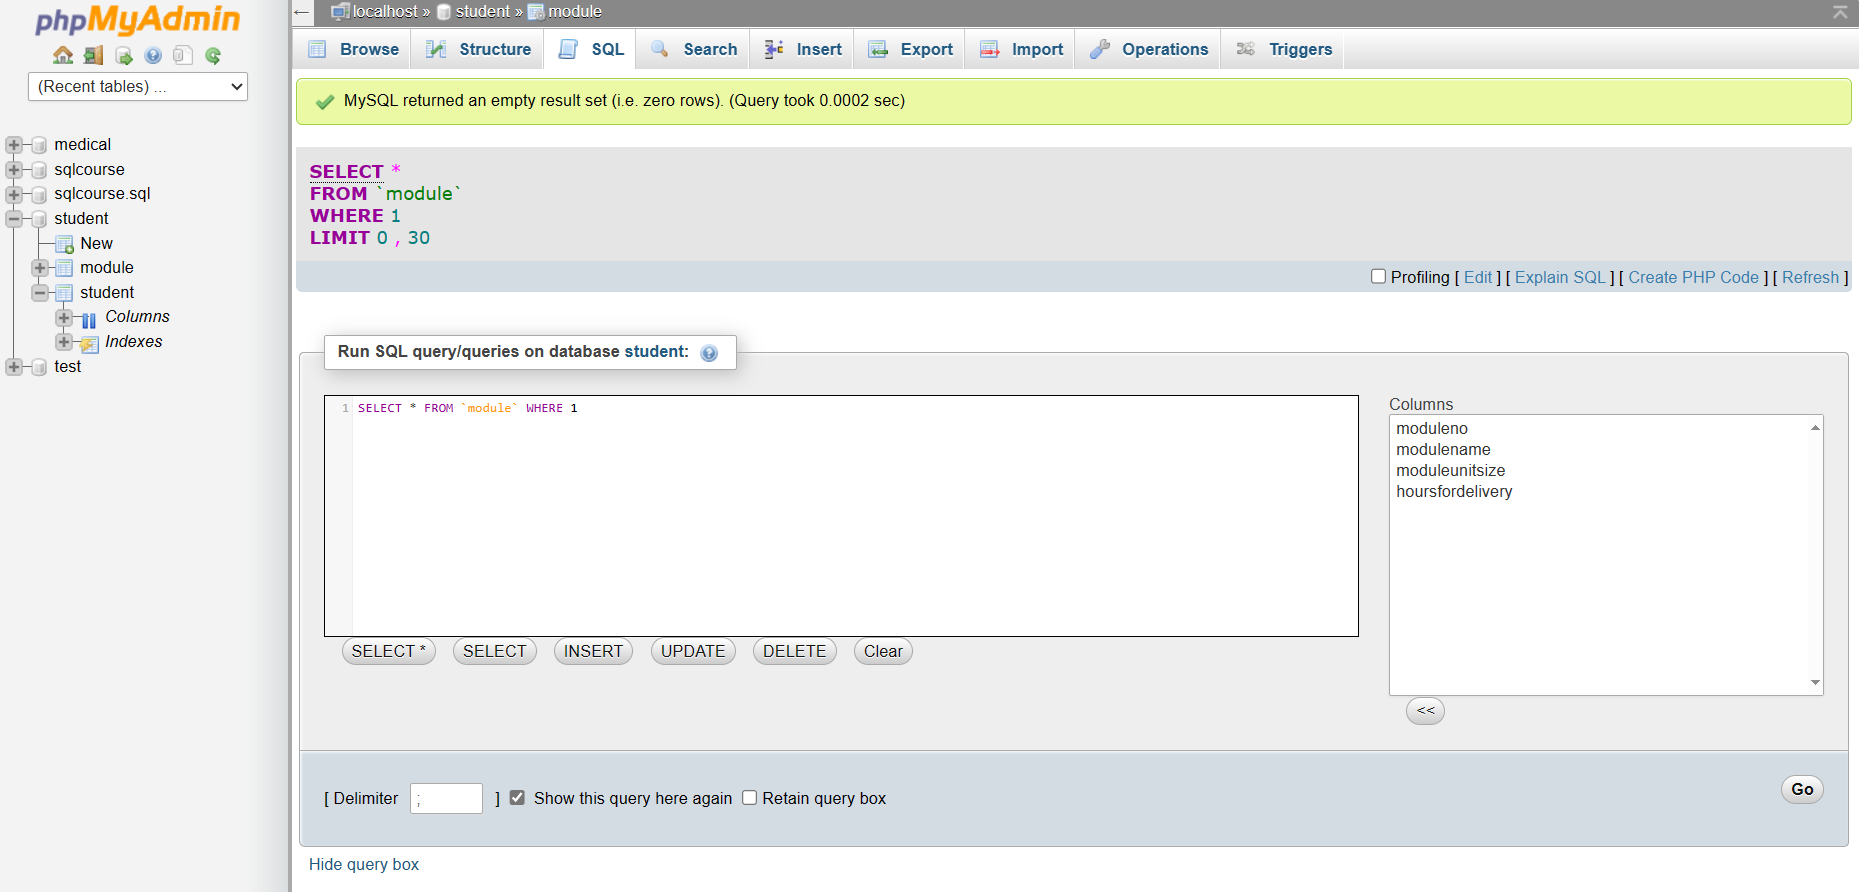 phpMyAdmin
(Recent tables) ...
medical
sqlcourse
sqlcourse.sql
student
New
module
student
Columns
Indexes
test
← localhost » student » module
Browse Structure SQL Search Insert Export Import Operations Triggers
MySQL returned an empty result set (i.e. zero rows). (Query took 0.0002 sec)
SELECT *
FROM `module`
WHERE 1
LIMIT 0 , 30
Profiling [ Edit ] [ Explain SQL ] [ Create PHP Code ] [ Refresh ]
Run SQL query/queries on database student:
1 SELECT * FROM `module` WHERE 1
Columns
moduleno
modulename
moduleunitsize
hoursfordelivery
SELECT * SELECT INSERT UPDATE DELETE Clear
<<
[ Delimiter ; ] Show this query here again Retain query box
Go
Hide query box